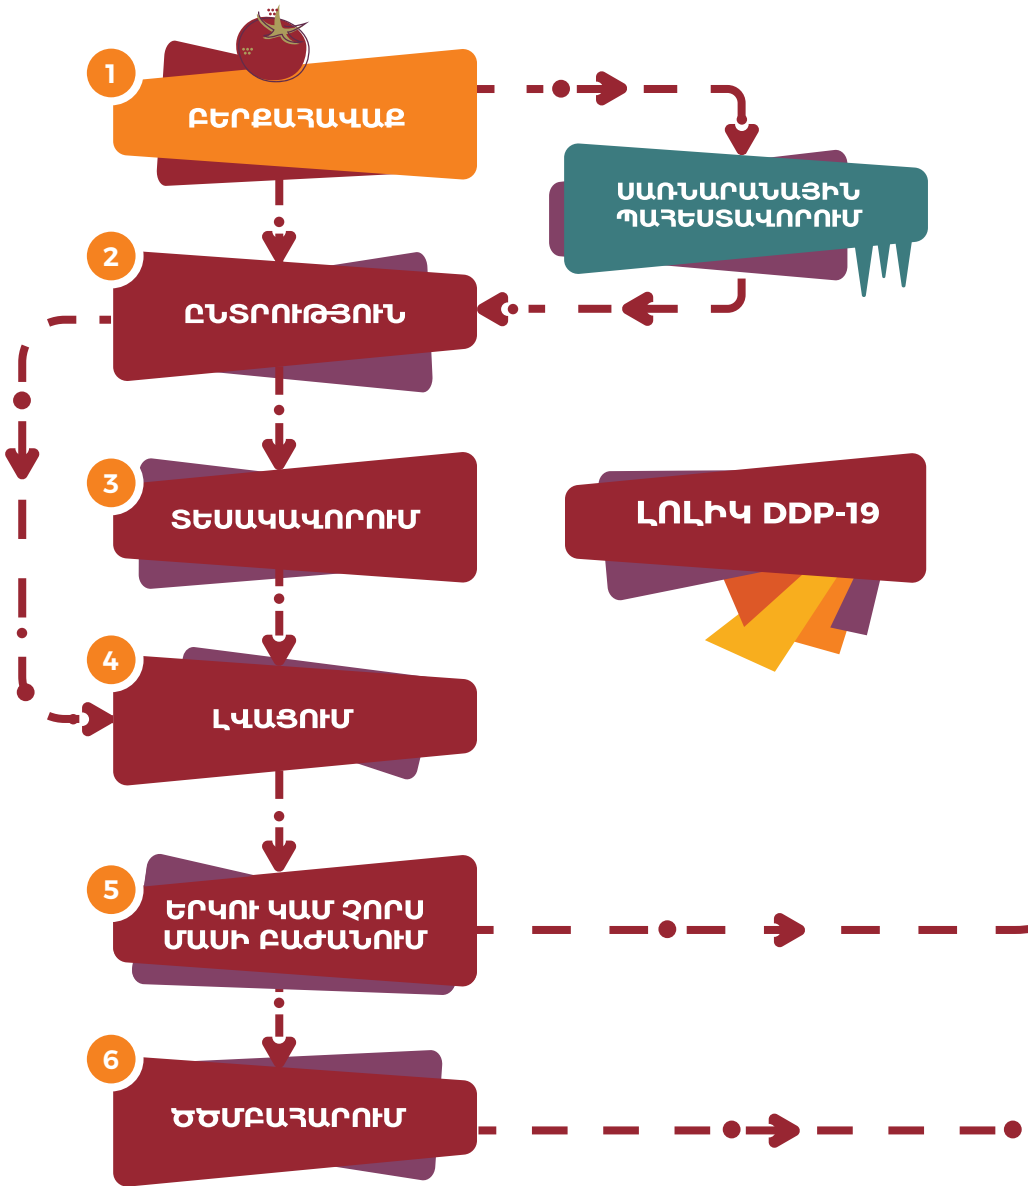 1
ԲԵՐՔԱՀԱՎԱՔ
ՍԱՌՆԱՐԱՆԱՅԻՆ
ՊԱՀԵՍՏԱՎՈՐՈՒՄ
2
ԸՆՏՐՈՒԹՅՈՒՆ
3
ՏԵՍԱԿԱՎՈՐՈՒՄ
ԼՈԼԻԿ DDP-19
4
ԼՎԱՑՈՒՄ
5
ԵՐԿՈՒ ԿԱՄ ՉՈՐՍ
ՄԱՍԻ ԲԱԺԱՆՈՒՄ
6
ԾԾՄԲԱՀԱՐՈՒՄ